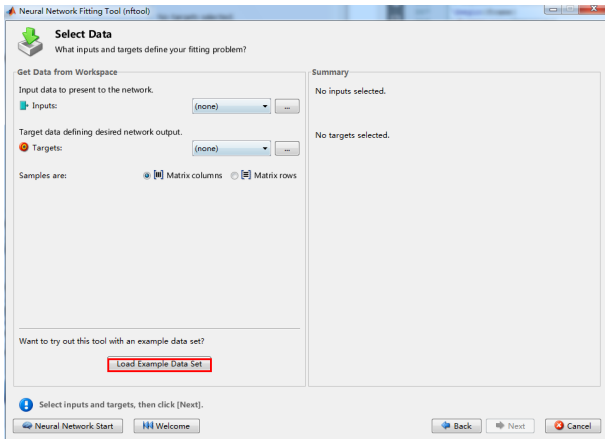 Neural Network Fitting Tool (nftool)
Select Data
What inputs and targets define your fitting problem?
Get Data from Workspace
Input data to present to the network.
Inputs:
(none)
...
Target data defining desired network output.
Targets:
(none)
...
Samples are:
Matrix columns
Matrix rows
Summary
No inputs selected.
No targets selected.
Want to try out this tool with an example data set?
Load Example Data Set
Select inputs and targets, then click [Next].
Neural Network Start
Welcome
Back
Next
Cancel